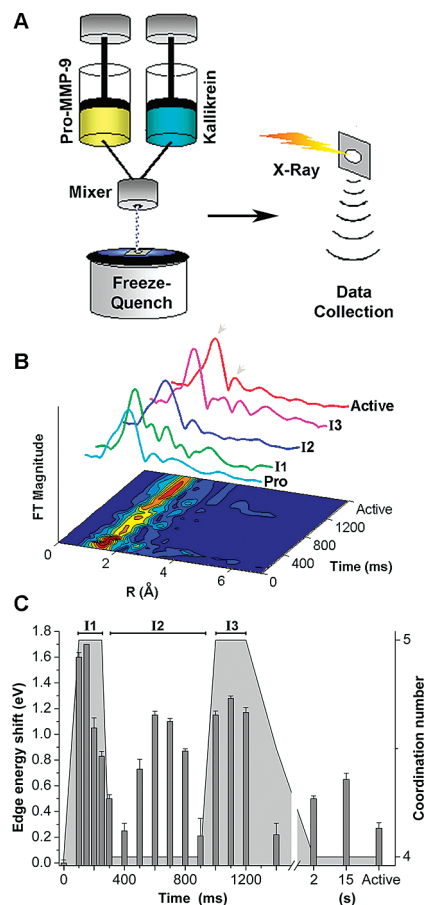 A
Pro-MMP-9
Kallikrein
Mixer
Freeze-
Quench
X-Ray
Data
Collection
B
FT Magnitude
Active
I3
I2
I1
Pro
0
2
4
6
R (Å)
0
400
800
1200
Active
Time (ms)
C
I1
I2
I3
Edge energy shift (eV)
1.8
1.6
1.4
1.2
1.0
0.8
0.6
0.4
0.2
0.0
5
4
Coordination number
0
400
800
1200
2
15
Active
Time (ms)
(s)